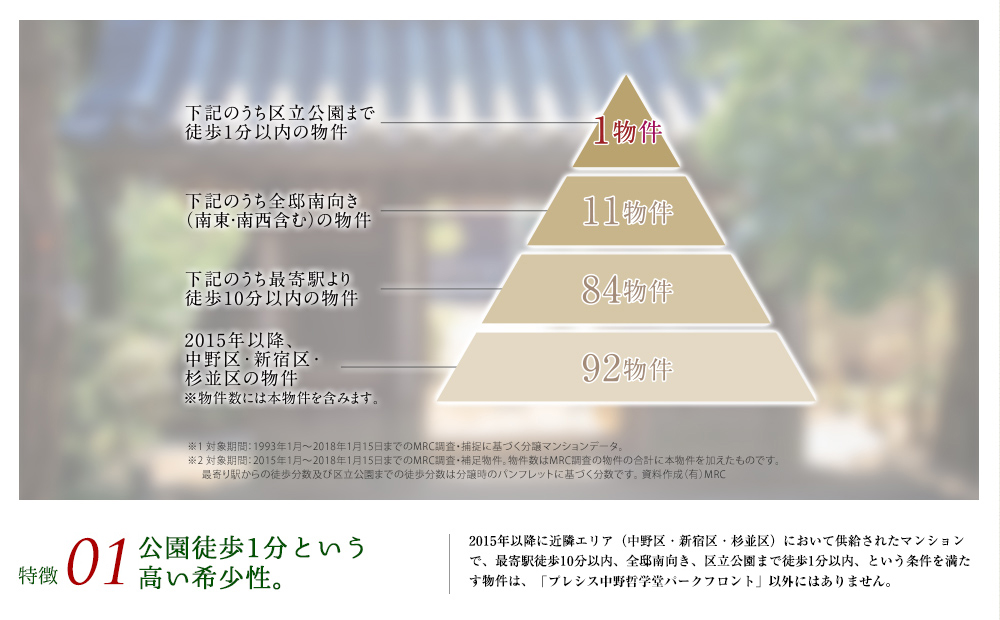 下記のうち区立公園まで
徒歩1分以内の物件
1物件
下記のうち全邸南向き
（南東・南西含む）の物件
11物件
下記のうち最寄駅より
徒歩10分以内の物件
84物件
2015年以降、
中野区・新宿区・
杉並区の物件
※物件数には本物件を含みます。
92物件
※1 対象期間：1993年1月〜2018年1月15日までのMRC調査・捕捉に基づく分譲マンションデータ。
※2 対象期間：2015年1月〜2018年1月15日までのMRC調査・補足物件。物件数はMRC調査の物件の合計に本物件を加えたものです。
最寄り駅からの徒歩分数及び区立公園までの徒歩分数は分譲時のパンフレットに基づく分数です。資料作成（有）MRC
特徴 01
公園徒歩1分という
高い希少性。
2015年以降に近隣エリア（中野区・新宿区・杉並区）において供給されたマンション
で、最寄駅徒歩10分以内、全邸南向き、区立公園まで徒歩1分以内、という条件を満た
す物件は、「プレシス中野哲学堂パークフロント」以外にはありません。